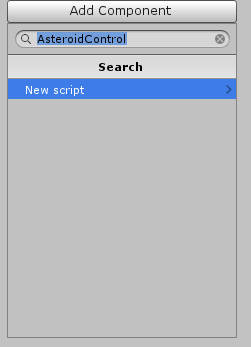 Add Component
AsteroidControl
Search
New script